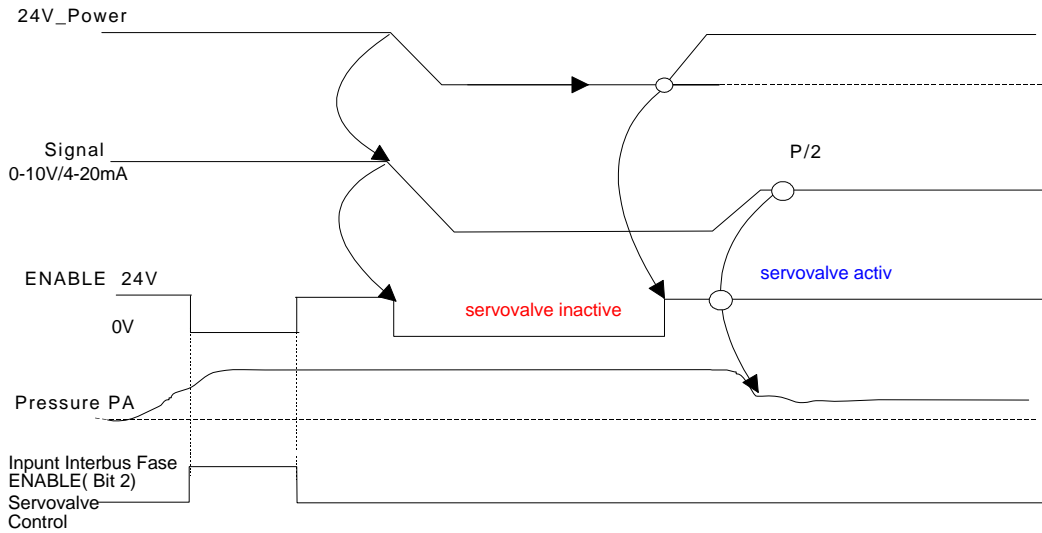 24V_Power
Signal
0-10V/4-20mA
P/2
ENABLE 24V
servovalve activ
servovalve inactive
0V
Pressure PA
Inpunt Interbus Fase
ENABLE( Bit 2)
Servovalve
Control